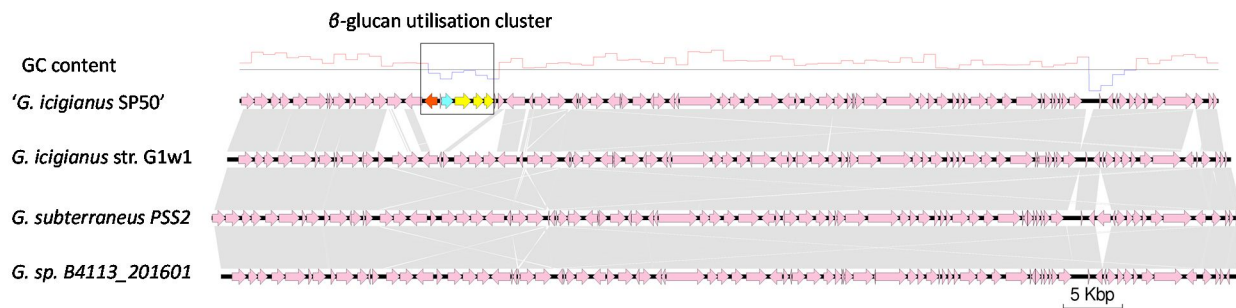 β-glucan utilisation cluster
GC content
‘G. icigianus SP50’
G. icigianus str. G1w1
G. subterraneus PSS2
G. sp. B4113_201601
5 Kbp